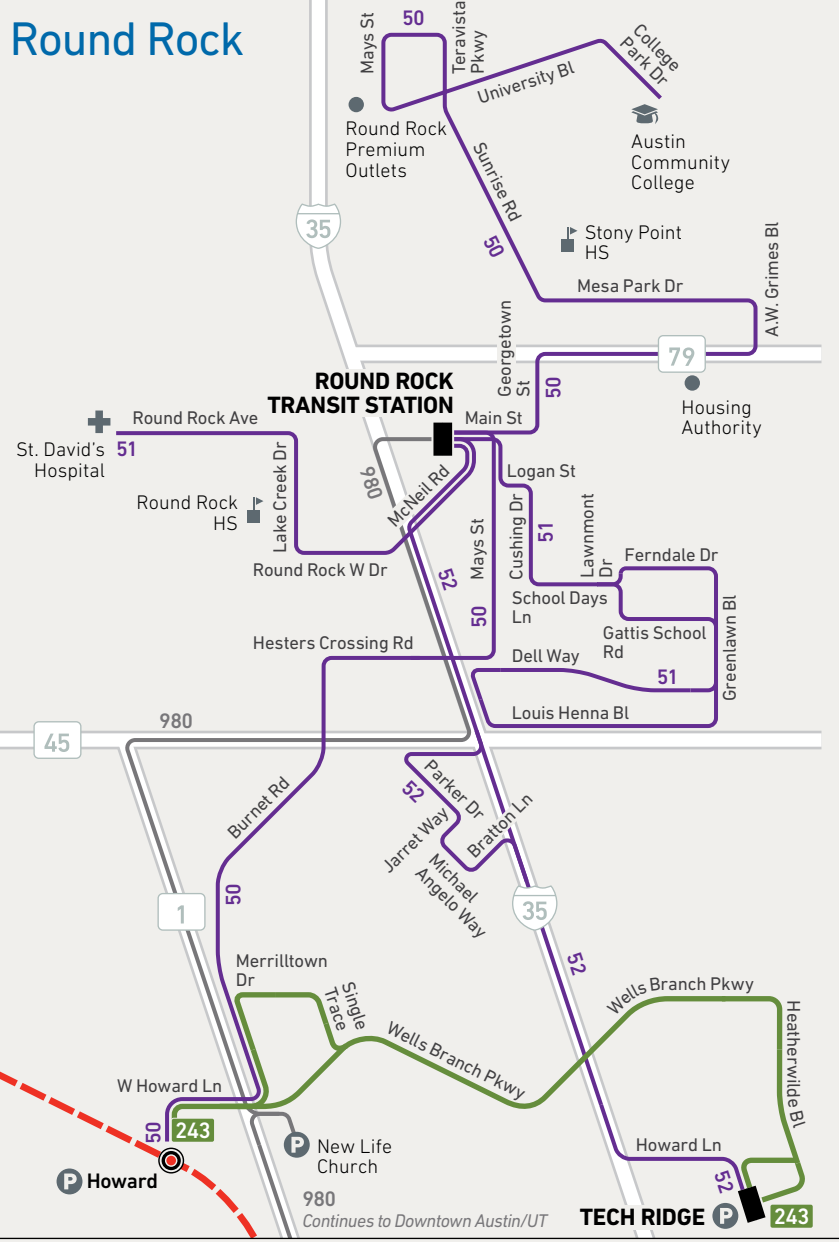 Round Rock
50
Mays St
Teravista
Pkwy
College
Park Dr
University Bl
Round Rock
Premium
Outlets
Austin
Community
College
Sunrise Rd
35
50
Stony Point
HS
Mesa Park Dr
A.W. Grimes Bl
Georgetown
St
79
50
Housing
Authority
ROUND ROCK
TRANSIT STATION
Main St
Round Rock Ave
St. David's
Hospital
51
Lake Creek Dr
980
McNeil Rd
Logan St
Round Rock
HS
Mays St
Cushing Dr
51
Lawnmont
Dr
Ferndale Dr
Round Rock W Dr
52
50
School Days
Ln
Gattis School
Rd
Greenlawn Bl
Hesters Crossing Rd
Dell Way
51
Louis Henna Bl
980
45
Parker Dr
52
Burnet Rd
Jarret Way
Bratton Ln
Michael
Angelo Way
50
1
35
52
Merrilltown
Dr
Single
Trace
Wells Branch Pkwy
Wells Branch Pkwy
Heatherwilde Bl
W Howard Ln
50
243
P
New Life
Church
Howard Ln
P Howard
52
980
Continues to Downtown Austin/UT
TECH RIDGE P
243